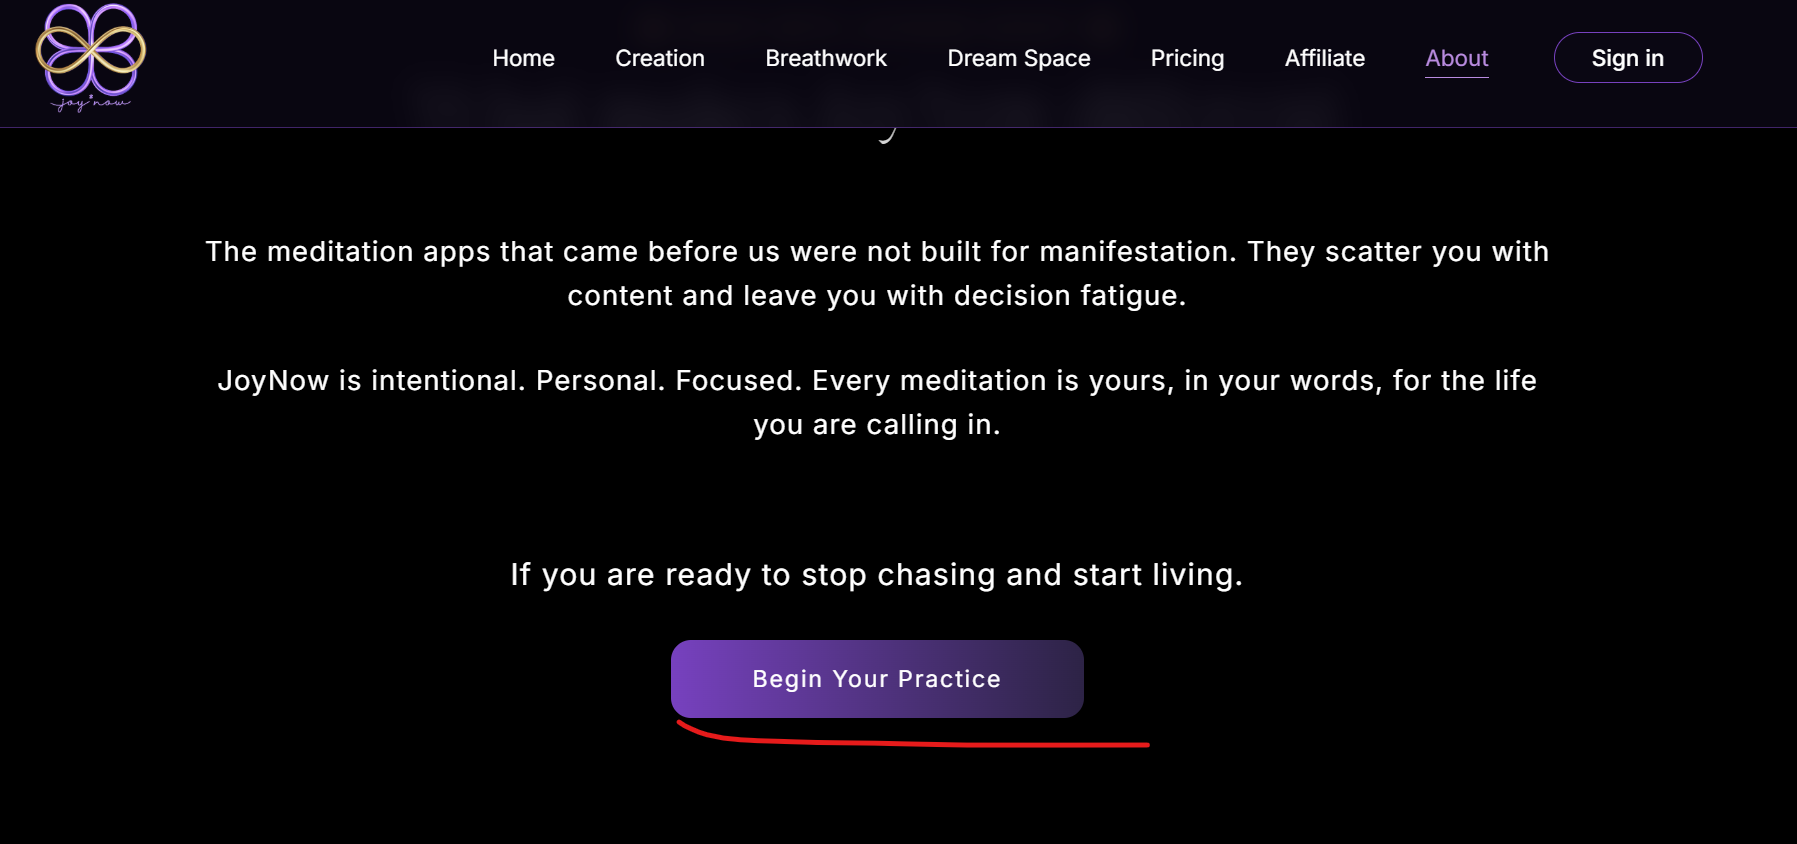 joy*now
Home
Creation
Breathwork
Dream Space
Pricing
Affiliate
About
Sign in
The meditation apps that came before us were not built for manifestation. They scatter you with
content and leave you with decision fatigue.
JoyNow is intentional. Personal. Focused. Every meditation is yours, in your words, for the life
you are calling in.
If you are ready to stop chasing and start living.
Begin Your Practice